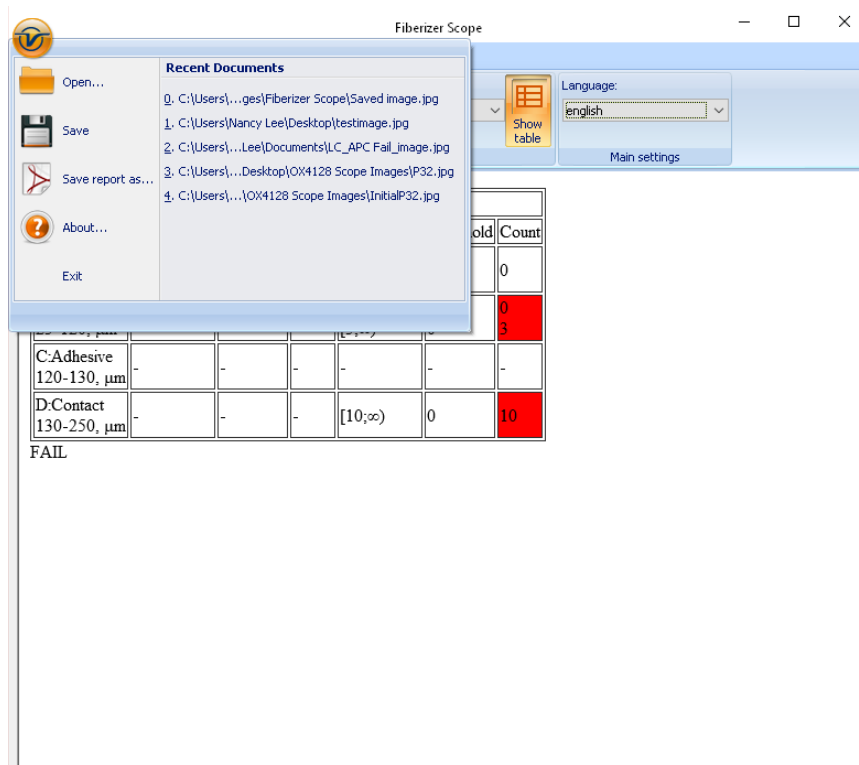 Fiberizer Scope
Open...
Save
Save report as...
About...
Exit
Recent Documents
0. C:\Users\...ges\Fiberizer Scope\Saved image.jpg
1. C:\Users\Nancy Lee\Desktop\testimage.jpg
2. C:\Users\...Lee\Documents\LC_APC Fail_image.jpg
3. C:\Users\...Desktop\OX4128 Scope Images\P32.jpg
4. C:\Users\...\OX4128 Scope Images\InitialP32.jpg
Show
table
Language:
english
Main settings
old Count
0
0
3
C:Adhesive
120-130, μm - - - - - -
D:Contact
130-250, μm - - - [10;∞) 0 10
FAIL